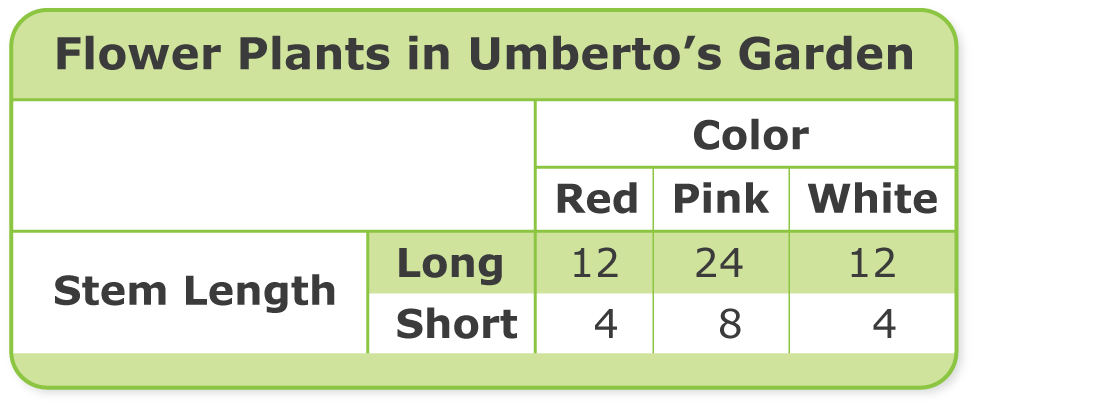 Flower Plants in Umberto’s Garden
Color
Red Pink White
Stem Length
Long 12 24 12
Short 4 8 4